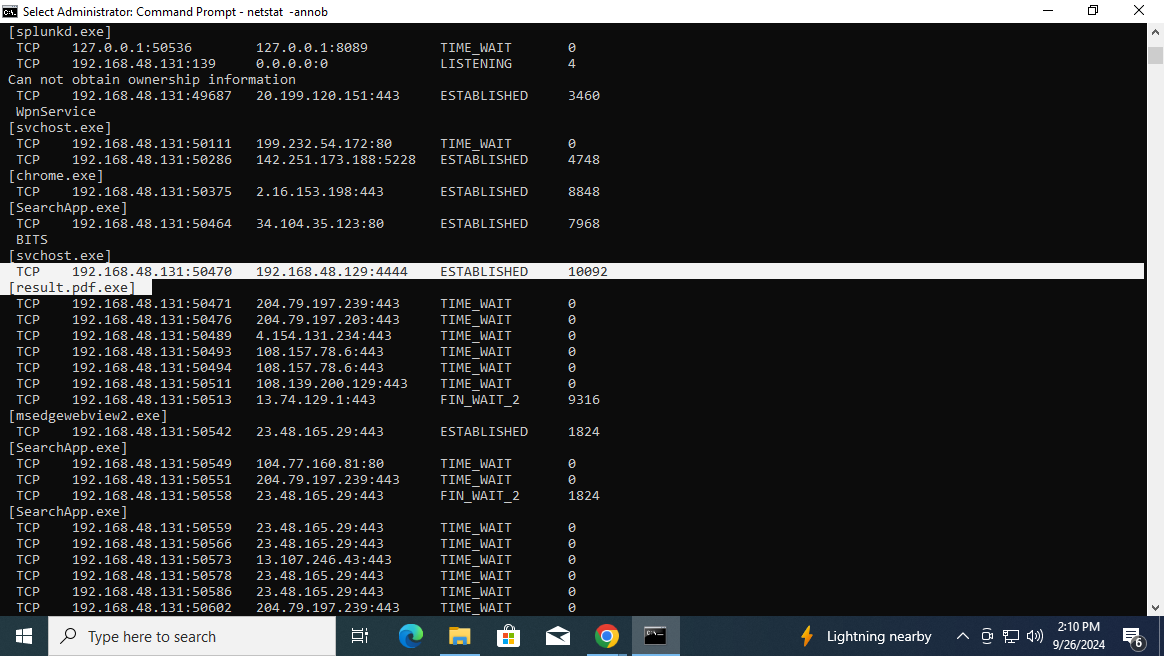 Select Administrator: Command Prompt - netstat  -annob
[splunkd.exe]
TCP    127.0.0.1:50536        127.0.0.1:8089         TIME_WAIT       0
TCP    192.168.48.131:139     0.0.0.0:0              LISTENING       4
Can not obtain ownership information
TCP    192.168.48.131:49687   20.199.120.151:443     ESTABLISHED     3460
WpnService
[svchost.exe]
TCP    192.168.48.131:50111   199.232.54.172:80      TIME_WAIT       0
TCP    192.168.48.131:50286   142.251.173.188:5228   ESTABLISHED     4748
[chrome.exe]
TCP    192.168.48.131:50375   2.16.153.198:443       ESTABLISHED     8848
[SearchApp.exe]
TCP    192.168.48.131:50464   34.104.35.123:80       ESTABLISHED     7968
BITS
[svchost.exe]
TCP    192.168.48.131:50470   192.168.48.129:4444    ESTABLISHED     10092
[result.pdf.exe]
TCP    192.168.48.131:50471   204.79.197.239:443     TIME_WAIT       0
TCP    192.168.48.131:50476   204.79.197.203:443     TIME_WAIT       0
TCP    192.168.48.131:50489   4.154.131.234:443      TIME_WAIT       0
TCP    192.168.48.131:50493   108.157.78.6:443       TIME_WAIT       0
TCP    192.168.48.131:50494   108.157.78.6:443       TIME_WAIT       0
TCP    192.168.48.131:50511   108.139.200.129:443    TIME_WAIT       0
TCP    192.168.48.131:50513   13.74.129.1:443        FIN_WAIT_2      9316
[msedgewebview2.exe]
TCP    192.168.48.131:50542   23.48.165.29:443       ESTABLISHED     1824
[SearchApp.exe]
TCP    192.168.48.131:50549   104.77.160.81:80       TIME_WAIT       0
TCP    192.168.48.131:50551   204.79.197.239:443     TIME_WAIT       0
TCP    192.168.48.131:50558   23.48.165.29:443       FIN_WAIT_2      1824
[SearchApp.exe]
TCP    192.168.48.131:50559   23.48.165.29:443       TIME_WAIT       0
TCP    192.168.48.131:50566   23.48.165.29:443       TIME_WAIT       0
TCP    192.168.48.131:50573   13.107.246.43:443      TIME_WAIT       0
TCP    192.168.48.131:50578   23.48.165.29:443       TIME_WAIT       0
TCP    192.168.48.131:50586   23.48.165.29:443       TIME_WAIT       0
TCP    192.168.48.131:50602   204.79.197.239:443     TIME_WAIT       0
Type here to search
Lightning nearby
2:10 PM
9/26/2024
6